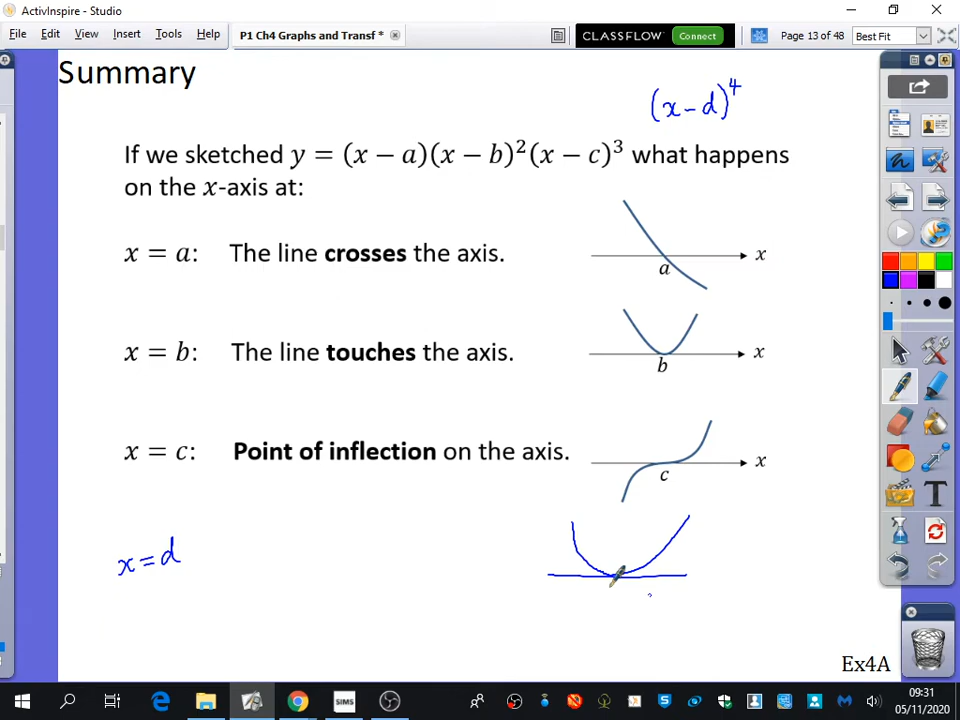 ActivInspire - Studio
File Edit View Insert Tools Help P1 Ch4 Graphs and Transf * CLASSFLOW Connect Page 13 of 48 Best Fit
Summary
(x − d)⁴
If we sketched y = (x − a)(x − b)²(x − c)³ what happens
on the x-axis at:
x = a: The line crosses the axis.
x
a
x = b: The line touches the axis.
x
b
x = c: Point of inflection on the axis.
x
c
x = d
Ex4A
T
SIMS
09:31
05/11/2020